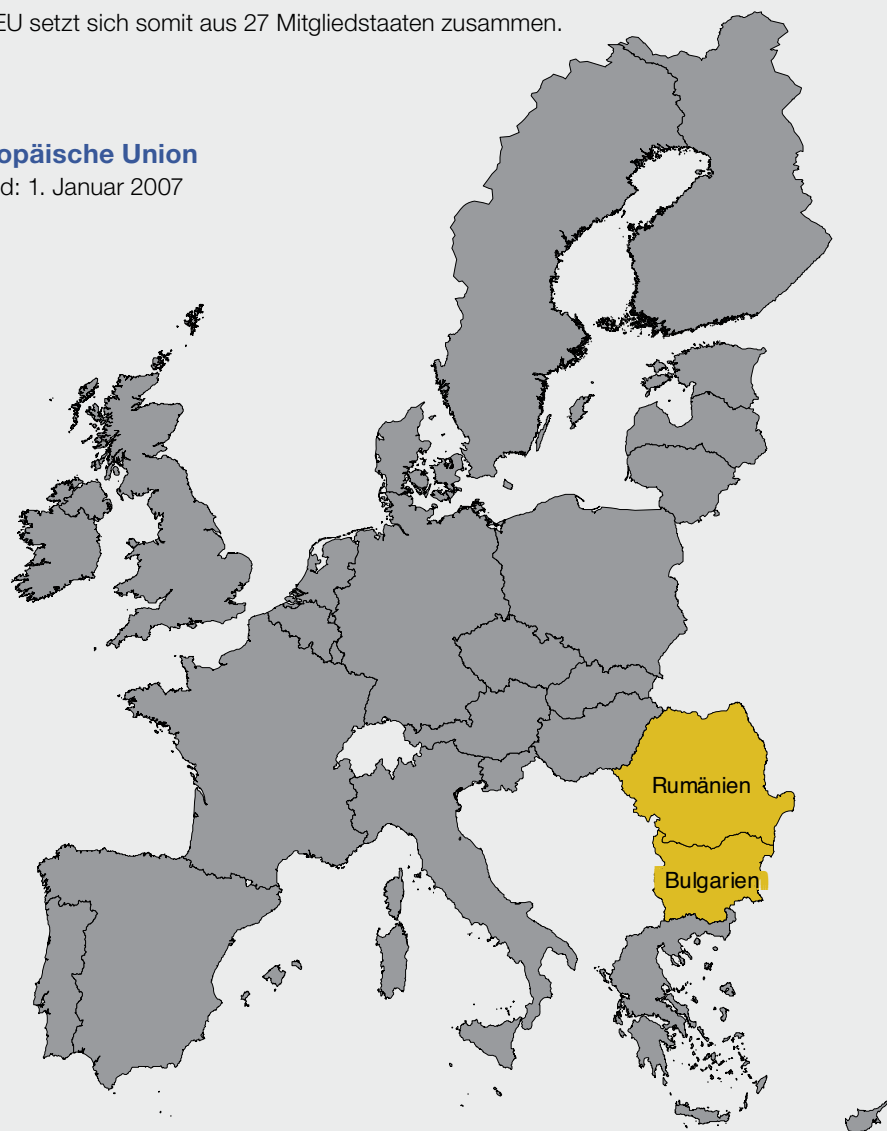 EU setzt sich somit aus 27 Mitgliedstaaten zusammen.
opäische Union
d: 1. Januar 2007
Rumänien
Bulgarien